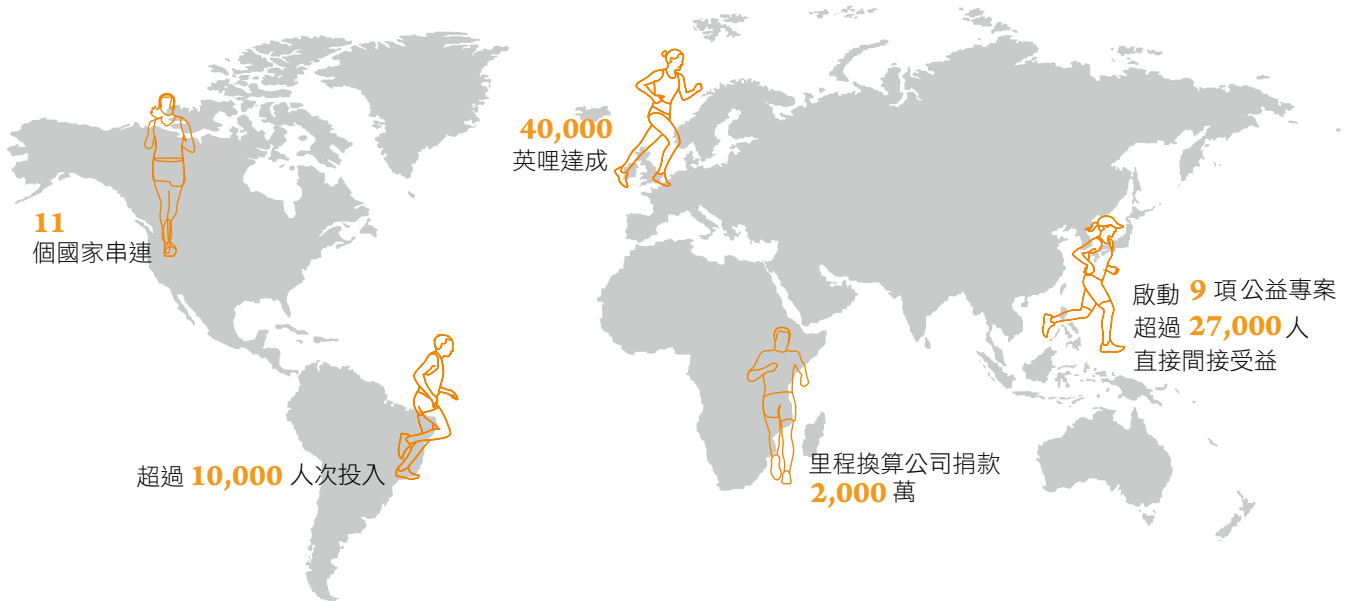 11
個國家串連
40,000
英哩達成
啟動 9 項公益專案
超過 27,000 人
直接間接受益
超過 10,000 人次投入
里程換算公司捐款
2,000 萬